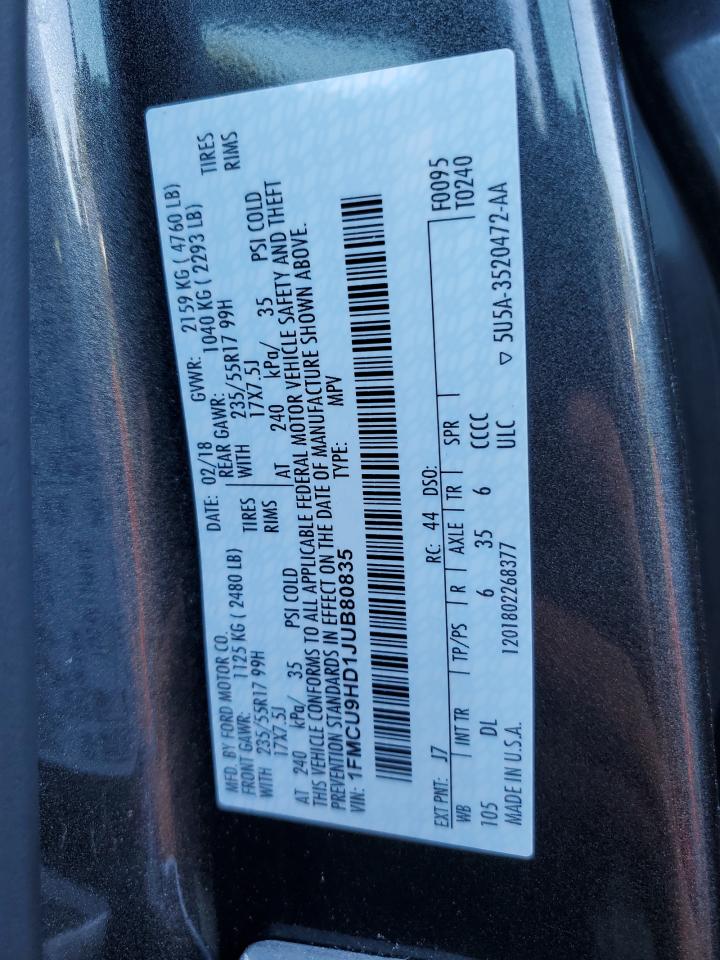 MFD. BY FORD MOTOR CO. DATE: 02/18 GVWR: 2159 KG ( 4760 LB)
FRONT GAWR: 1125 KG ( 2480 LB) REAR GAWR: 1040 KG ( 2293 LB)
WITH 235/55R17 99H TIRES WITH 235/55R17 99H TIRES
17X7.5J RIMS 17X7.5J RIMS
AT 240 kPa/ 35 PSI COLD AT 240 kPa/ 35 PSI COLD
THIS VEHICLE CONFORMS TO ALL APPLICABLE FEDERAL MOTOR VEHICLE SAFETY AND THEFT
PREVENTION STANDARDS IN EFFECT ON THE DATE OF MANUFACTURE SHOWN ABOVE.
VIN: 1FMCU9HD1JUB80835 TYPE: MPV
EXT PNT: J7 RC: 44 DSO: F0095
WB INT TR TP/PS R AXLE TR SPR T0240
105 DL 6 35 6 CCCC
MADE IN U.S.A. 1201802268377 ULC ▽ 5U5A-3520472-AA